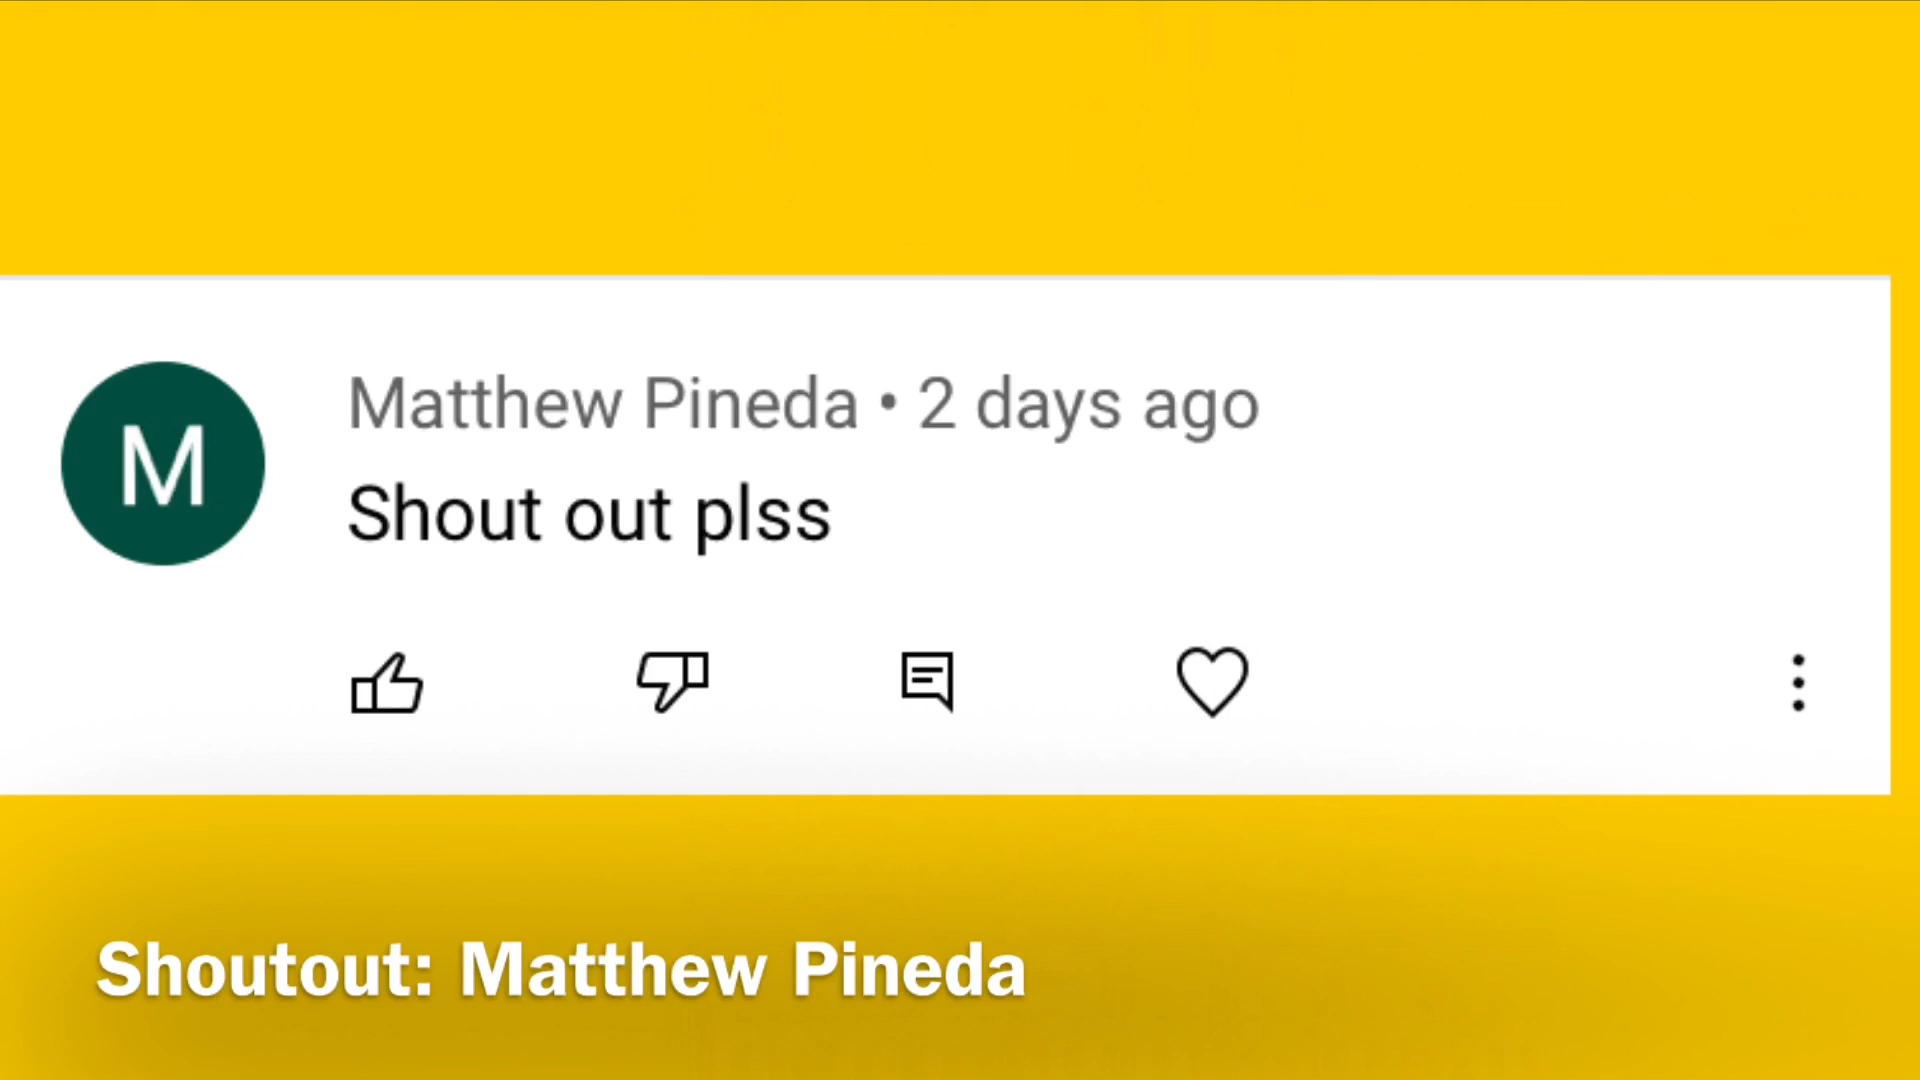 M
Matthew Pineda • 2 days ago
Shout out plss
Shoutout: Matthew Pineda